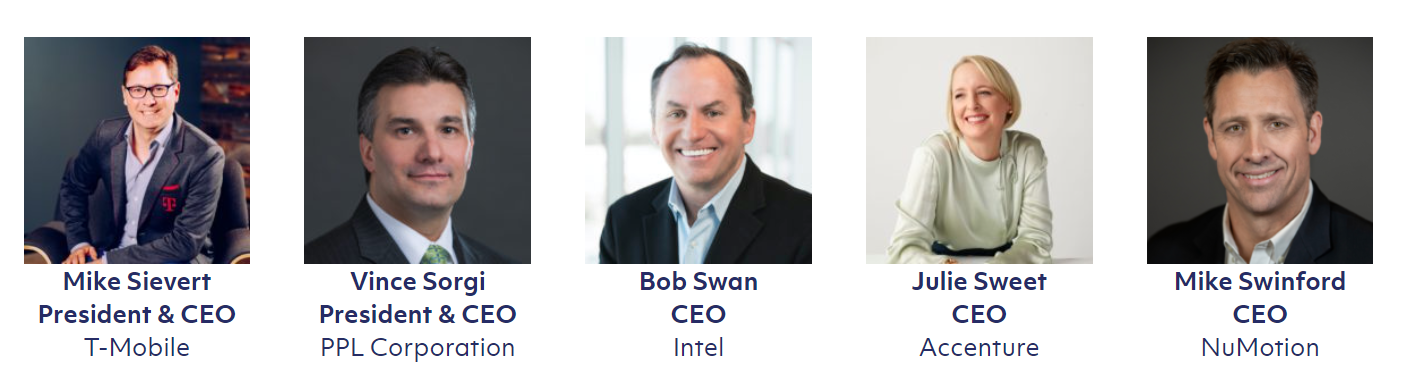 Mike Sievert
President & CEO
T-Mobile
Vince Sorgi
President & CEO
PPL Corporation
Bob Swan
CEO
Intel
Julie Sweet
CEO
Accenture
Mike Swinford
CEO
NuMotion